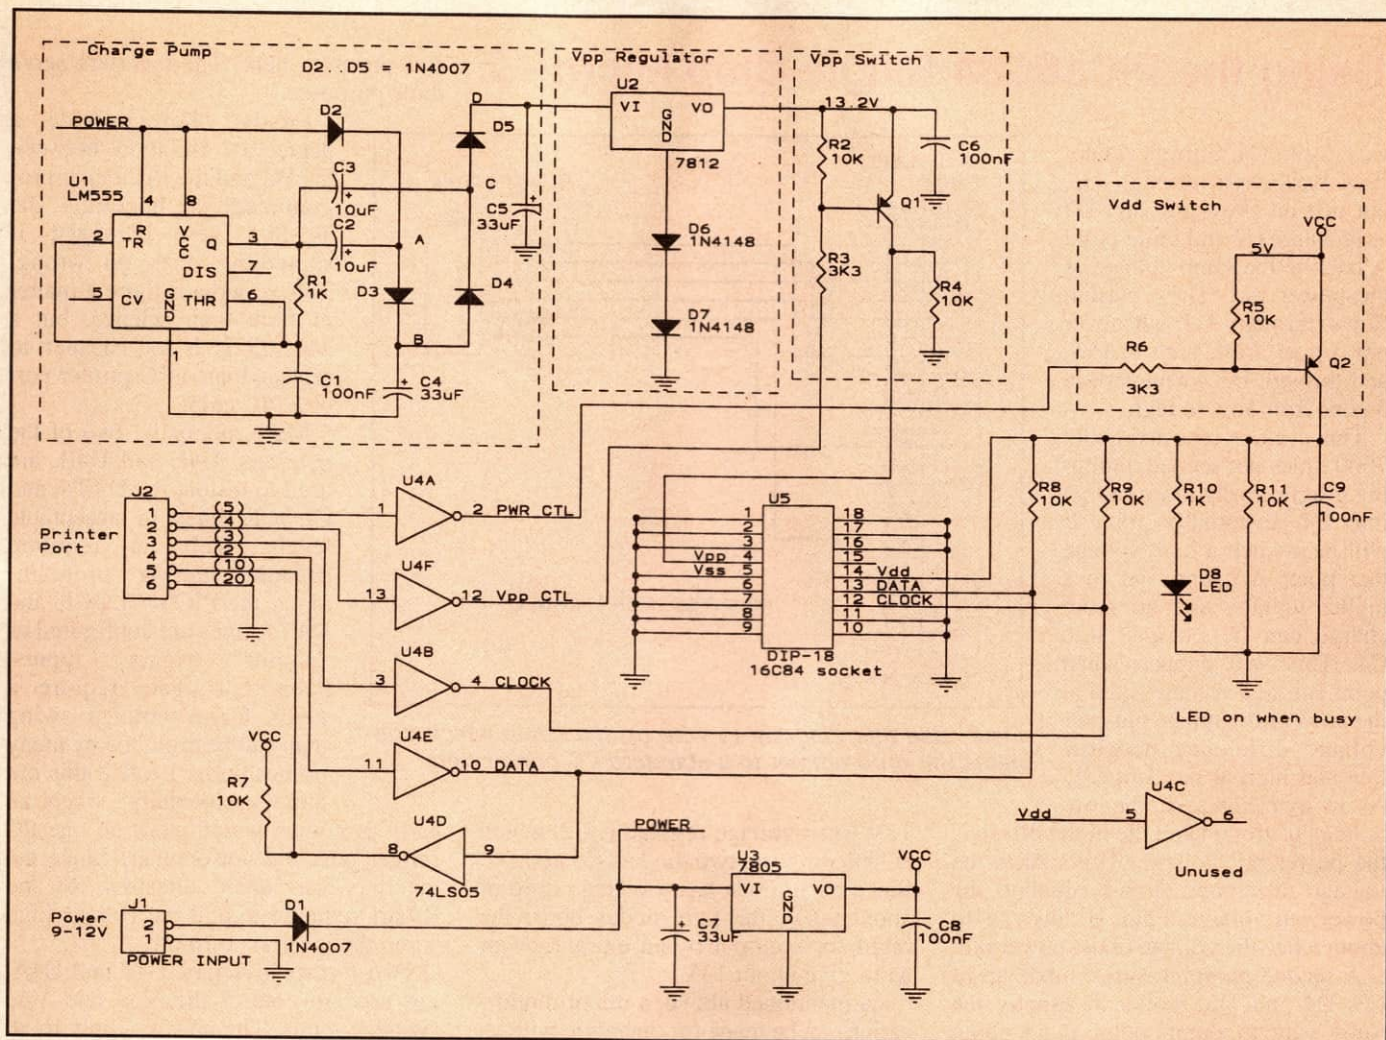 Charge Pump
D2..D5 = 1N4007
POWER
D2
U1
LM555
4
8
R
VCC
2
TR
Q
3
DIS
7
5
CV
GND
THR
6
1
C3
10uF
C2
10uF
R1
1K
D3
A
B
C
D
D5
D4
C5
33uF
C1
100nF
C4
33uF
Vpp Regulator
U2
VI
VO
GND
7812
D6
1N4148
D7
1N4148
Vpp Switch
13.2V
R2
10K
R3
3K3
Q1
C6
100nF
R4
10K
Vdd Switch
VCC
5V
R5
10K
R6
3K3
Q2
J2
Printer
Port
1
2
3
4
5
6
(5)
(4)
(3)
(2)
(10)
(20)
U4A
1
2
PWR CTL
U4F
13
12
Vpp CTL
U4B
3
4
CLOCK
U4E
11
10
DATA
U4D
8
9
74LS05
VCC
R7
10K
U5
1
2
3
4
5
6
7
8
9
Vpp
Vss
18
17
16
15
14
13
12
11
10
Vdd
DATA
CLOCK
DIP-18
16C84 socket
R8
10K
R9
10K
R10
1K
R11
10K
C9
100nF
D8
LED
LED on when busy
Vdd
U4C
5
6
Unused
Power
9-12V
J1
2
1
POWER INPUT
D1
1N4007
POWER
C7
33uF
U3
7805
VI
VO
GND
VCC
C8
100nF